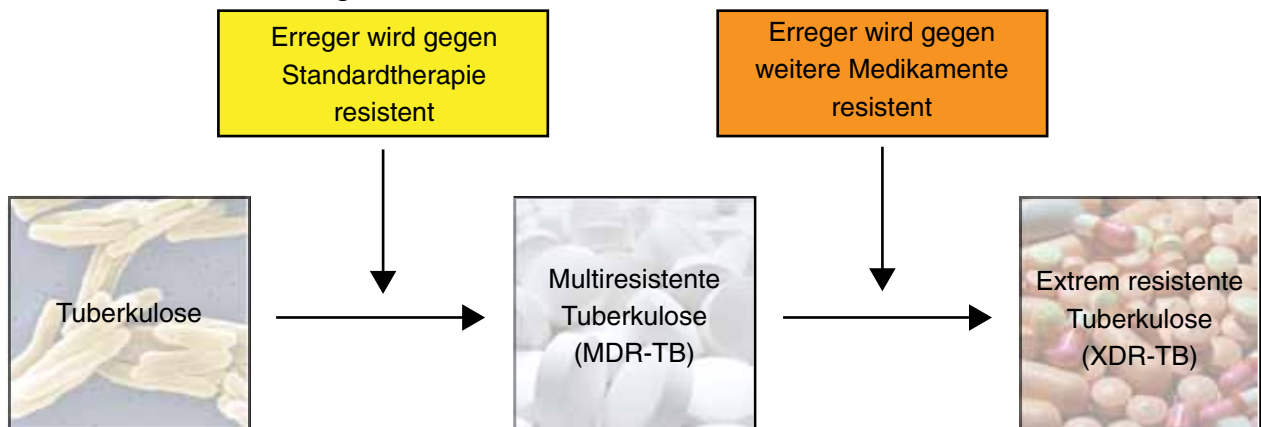 Erreger wird gegen
Standardtherapie
resistent
Erreger wird gegen
weitere Medikamente
resistent
Tuberkulose
Multiresistente
Tuberkulose
(MDR-TB)
Extrem resistente
Tuberkulose
(XDR-TB)